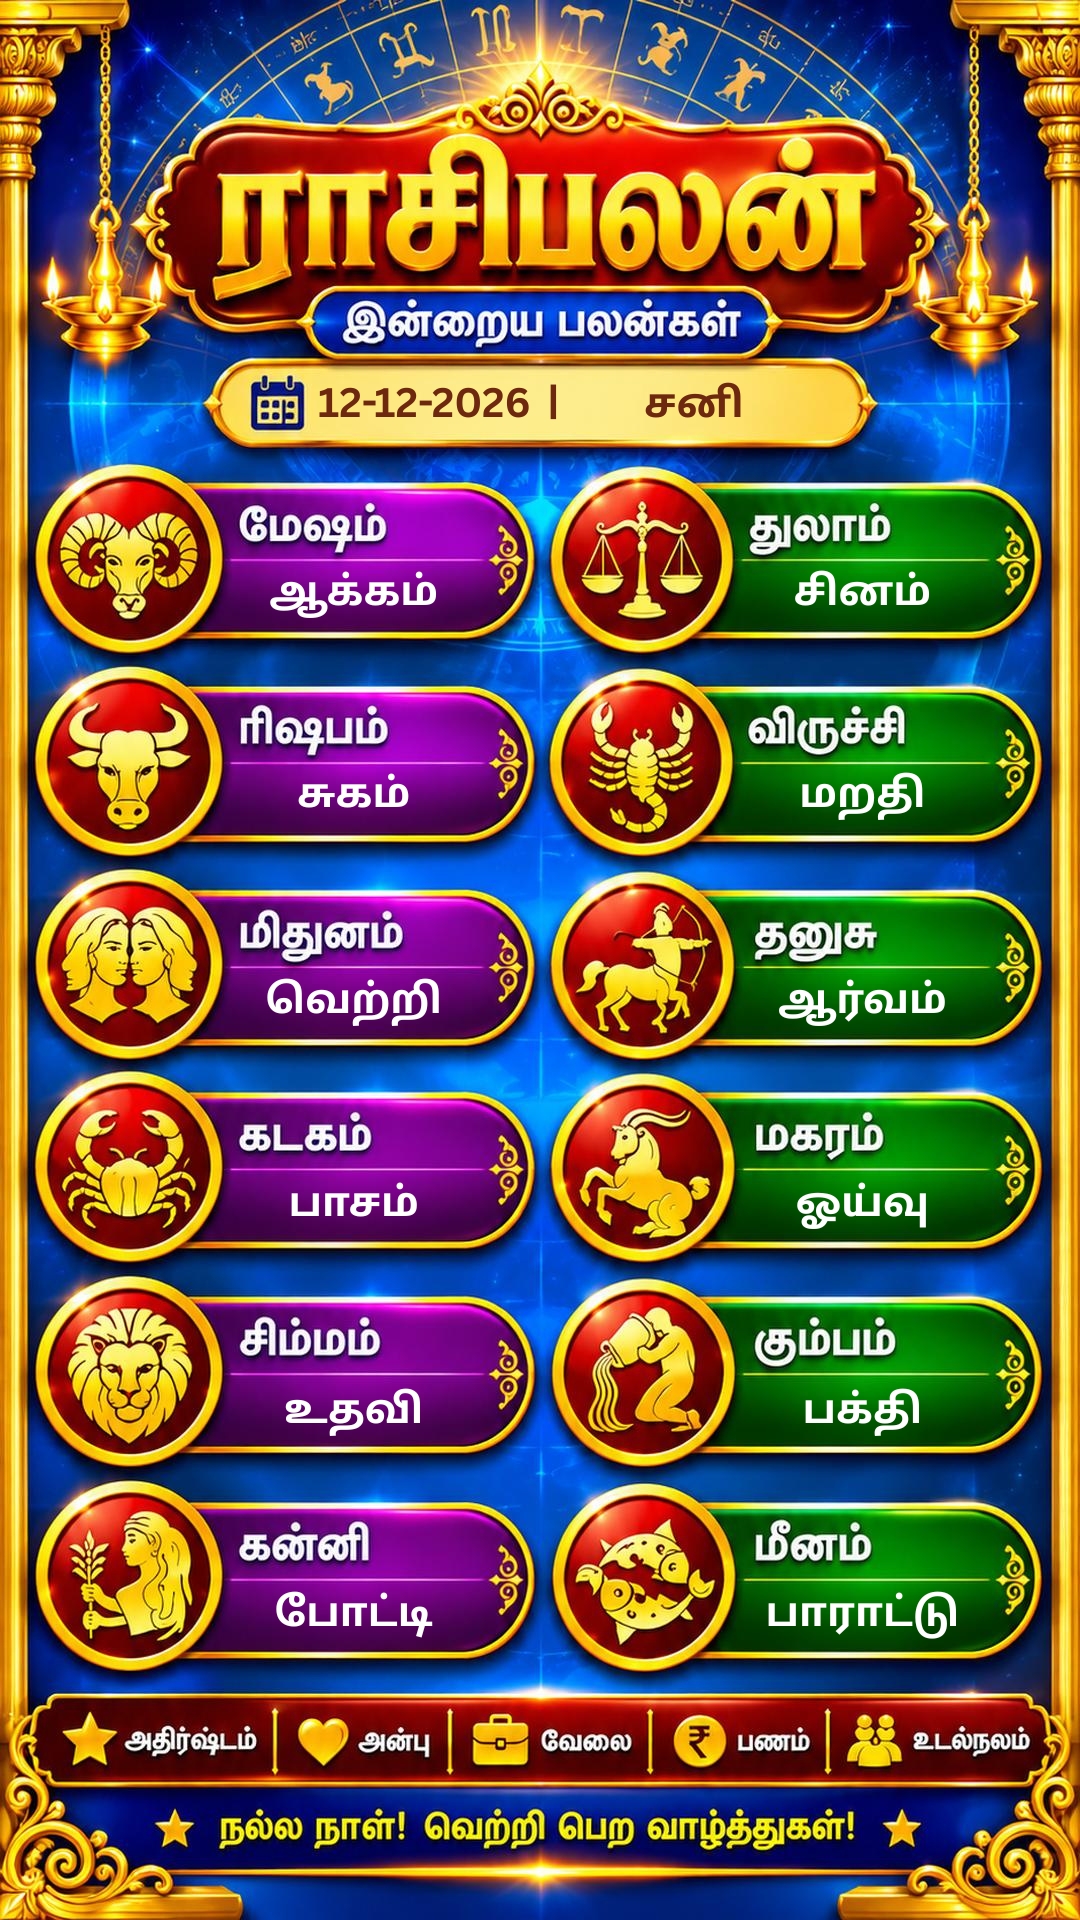 ராசிபலன்
இன்றைய பலன்கள்
12-12-2026 | சனி
மேஷம்
ஆக்கம்
துலாம்
சினம்
ரிஷபம்
சுகம்
விருச்சி
மறதி
மிதுனம்
வெற்றி
தனுசு
ஆர்வம்
கடகம்
பாசம்
மகரம்
ஓய்வு
சிம்மம்
உதவி
கும்பம்
பக்தி
கன்னி
போட்டி
மீனம்
பாராட்டு
அதிர்ஷ்டம் அன்பு வேலை ₹ பணம் உடல்நலம்
நல்ல நாள்! வெற்றி பெற வாழ்த்துகள்!